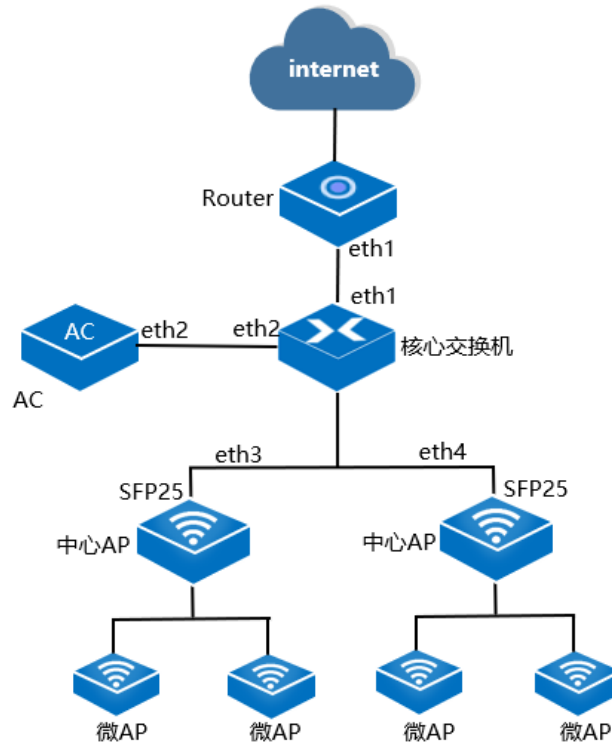 internet
Router
eth1
eth1
AC
eth2
eth2
核心交换机
AC
eth3
eth4
SFP25
SFP25
中心AP
中心AP
微AP
微AP
微AP
微AP